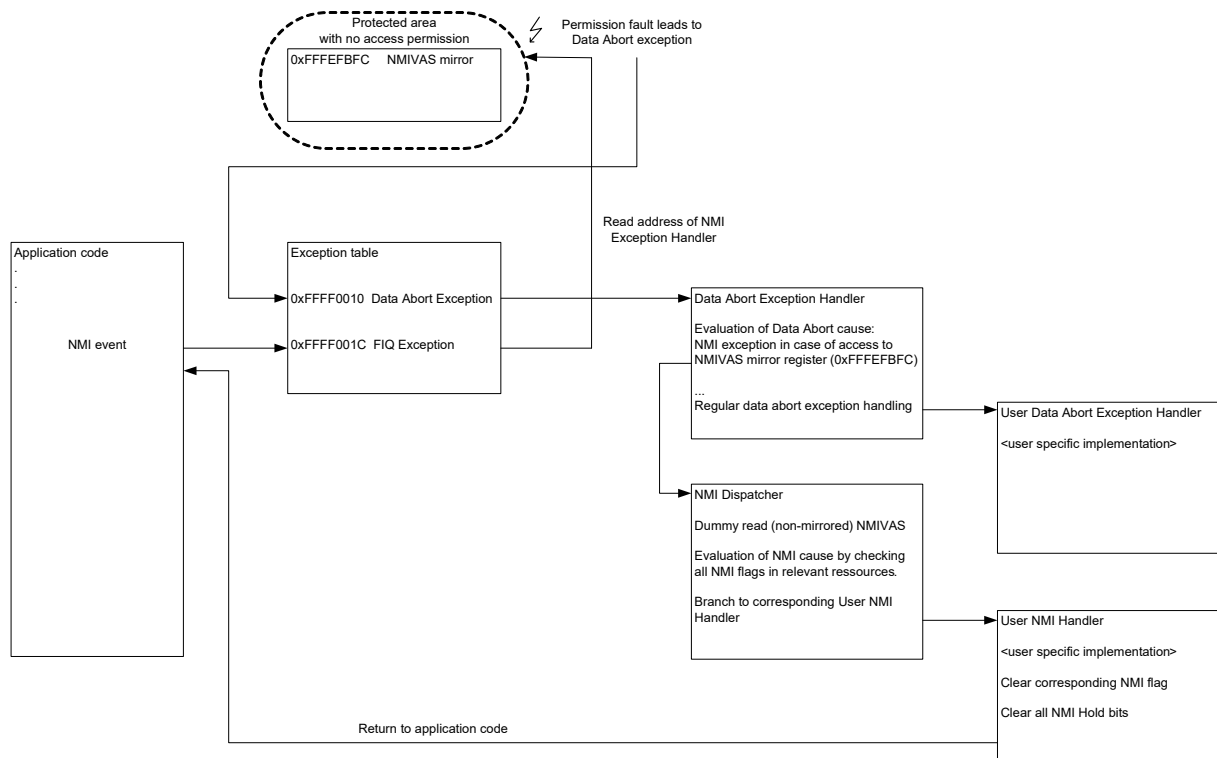 Protected area
with no access permission
0xFFFEFBFC NMIVAS mirror
Permission fault leads to
Data Abort exception
Read address of NMI
Exception Handler
Application code
.
.
.
NMI event
Exception table
0xFFFF0010 Data Abort Exception
0xFFFF001C FIQ Exception
Data Abort Exception Handler
Evaluation of Data Abort cause:
NMI exception in case of access to
NMIVAS mirror register (0xFFFEFBFC)
...
Regular data abort exception handling
User Data Abort Exception Handler
<user specific implementation>
NMI Dispatcher
Dummy read (non-mirrored) NMIVAS
Evaluation of NMI cause by checking
all NMI flags in relevant ressources.
Branch to corresponding User NMI
Handler
User NMI Handler
<user specific implementation>
Clear corresponding NMI flag
Clear all NMI Hold bits
Return to application code